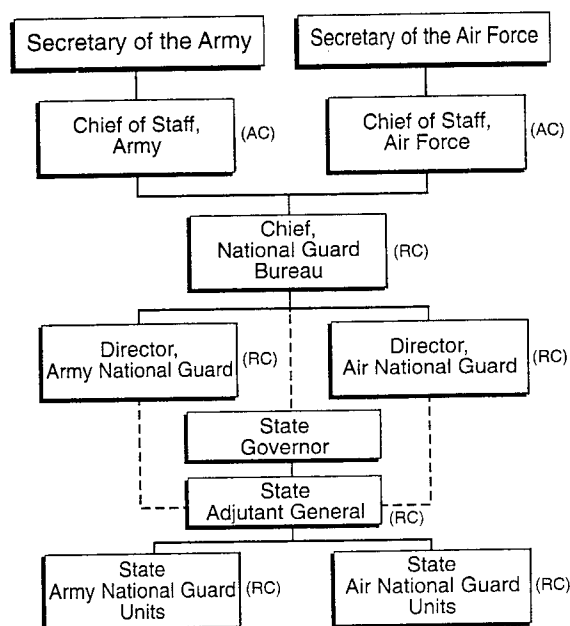 Secretary of the Army
Secretary of the Air Force
Chief of Staff,
Army
(AC)
Chief of Staff,
Air Force
(AC)
Chief,
National Guard
Bureau
(RC)
Director,
Army National Guard
(RC)
Director,
Air National Guard
(RC)
State
Governor
State
Adjutant General
(RC)
State
Army National Guard
Units
(RC)
State
Air National Guard
Units
(RC)